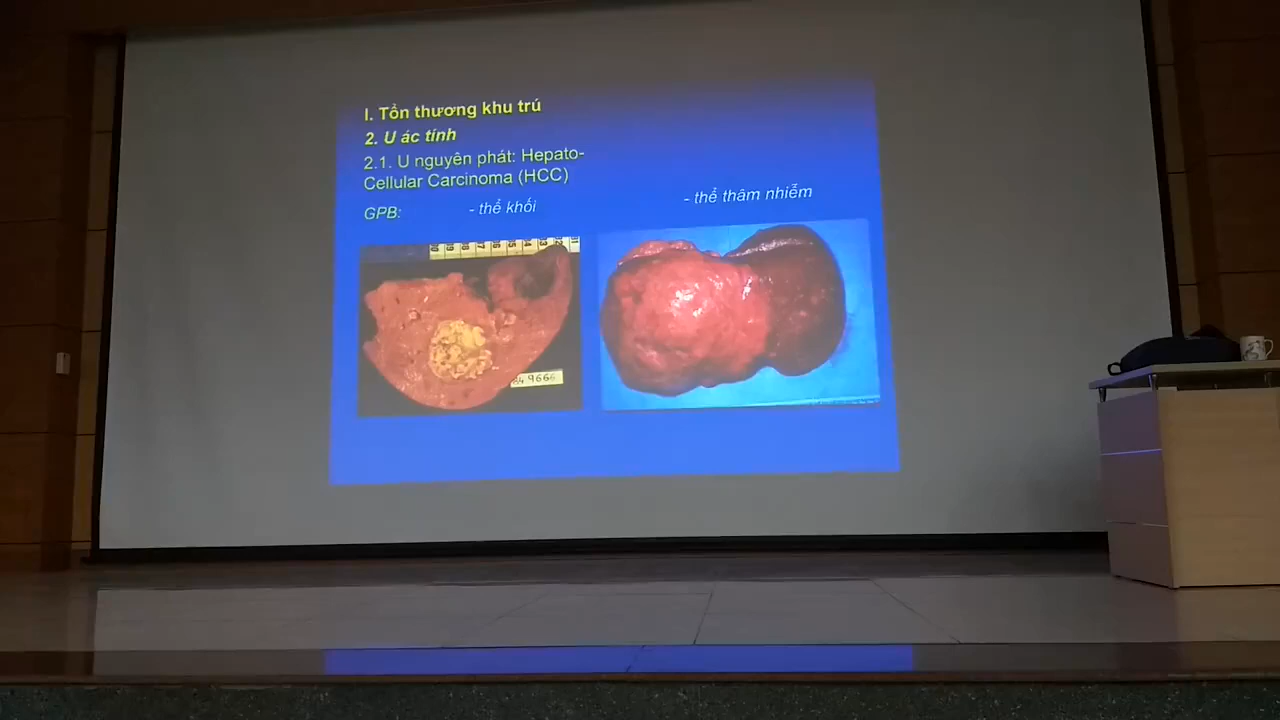 I. Tổn thương khu trú
2. U ác tính
2.1. U nguyên phát: Hepato-
Cellular Carcinoma (HCC)
GPB: - thể khối - thể thâm nhiễm
9666